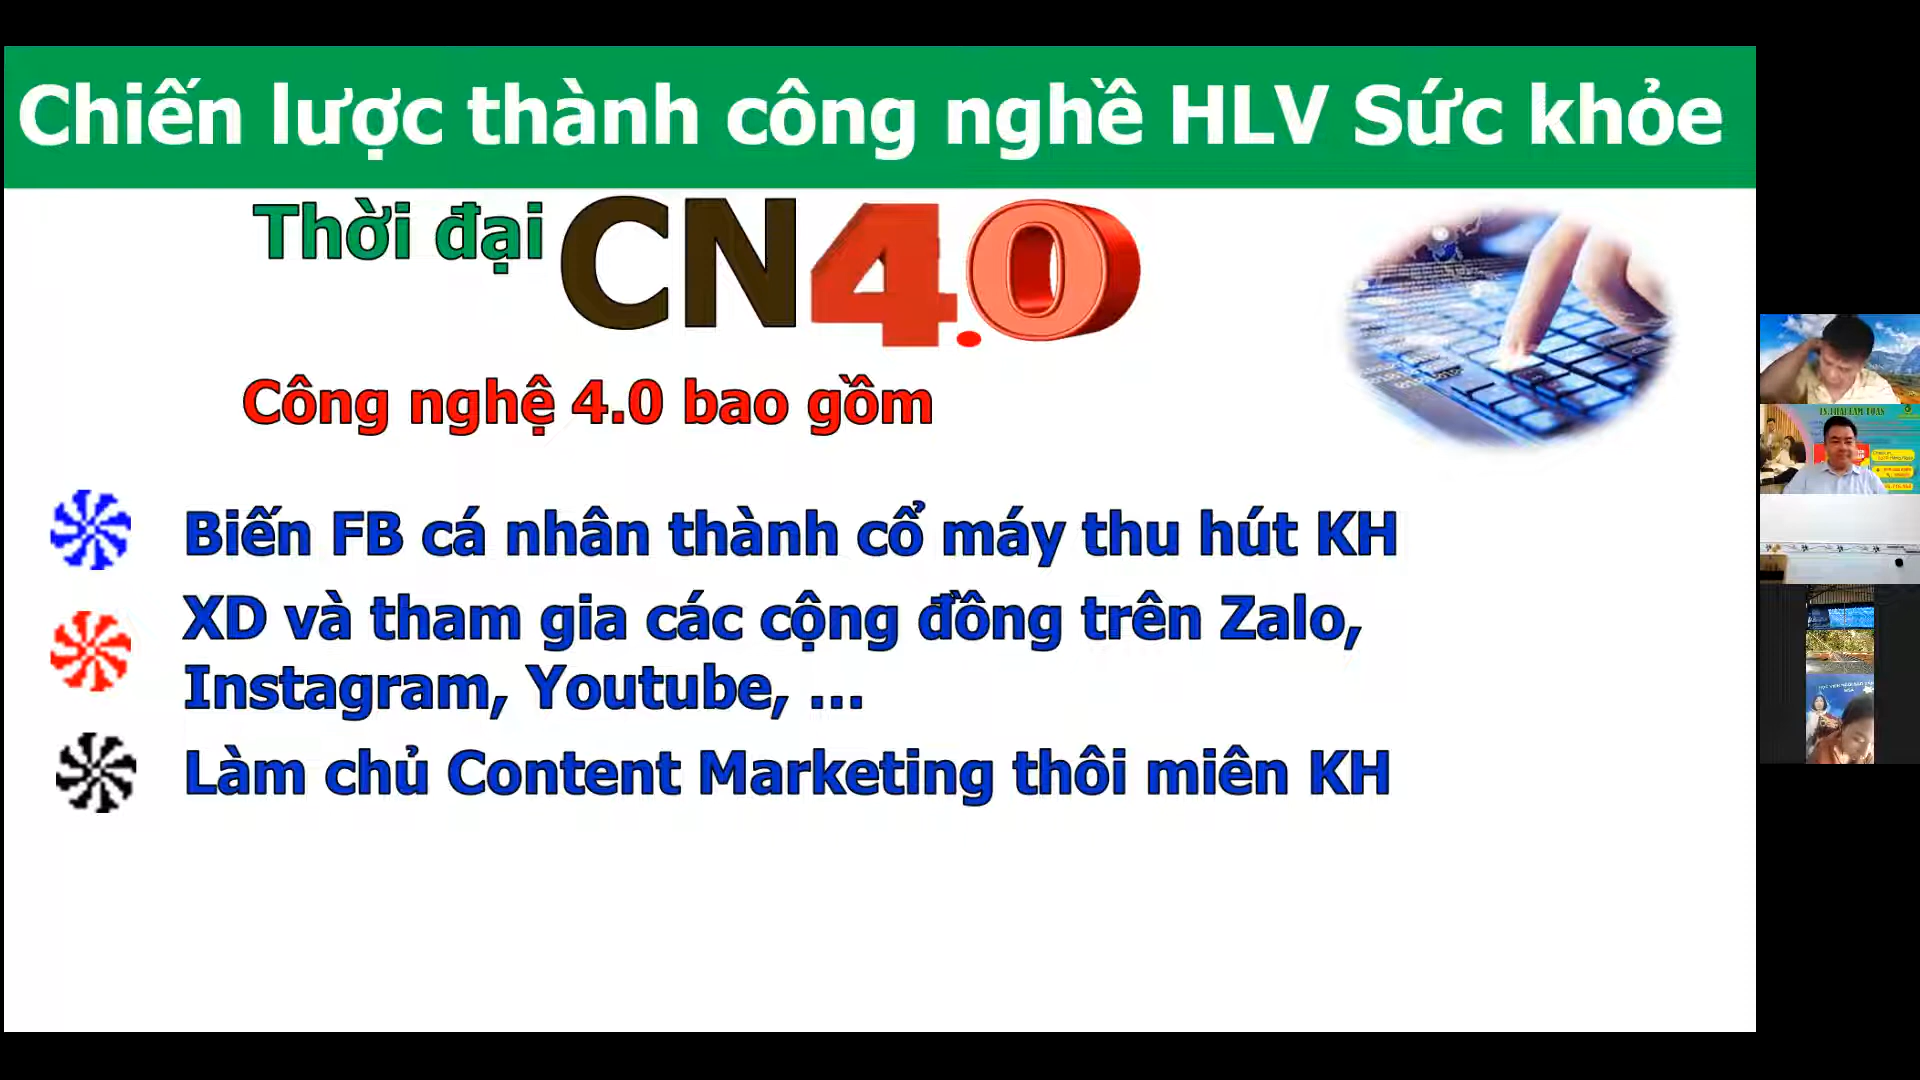 Chiến lược thành công nghề HLV Sức khỏe
Thời đại CN4.0
Công nghệ 4.0 bao gồm
Biến FB cá nhân thành cổ máy thu hút KH
XD và tham gia các cộng đồng trên Zalo,
Instagram, Youtube, ...
Làm chủ Content Marketing thôi miên KH